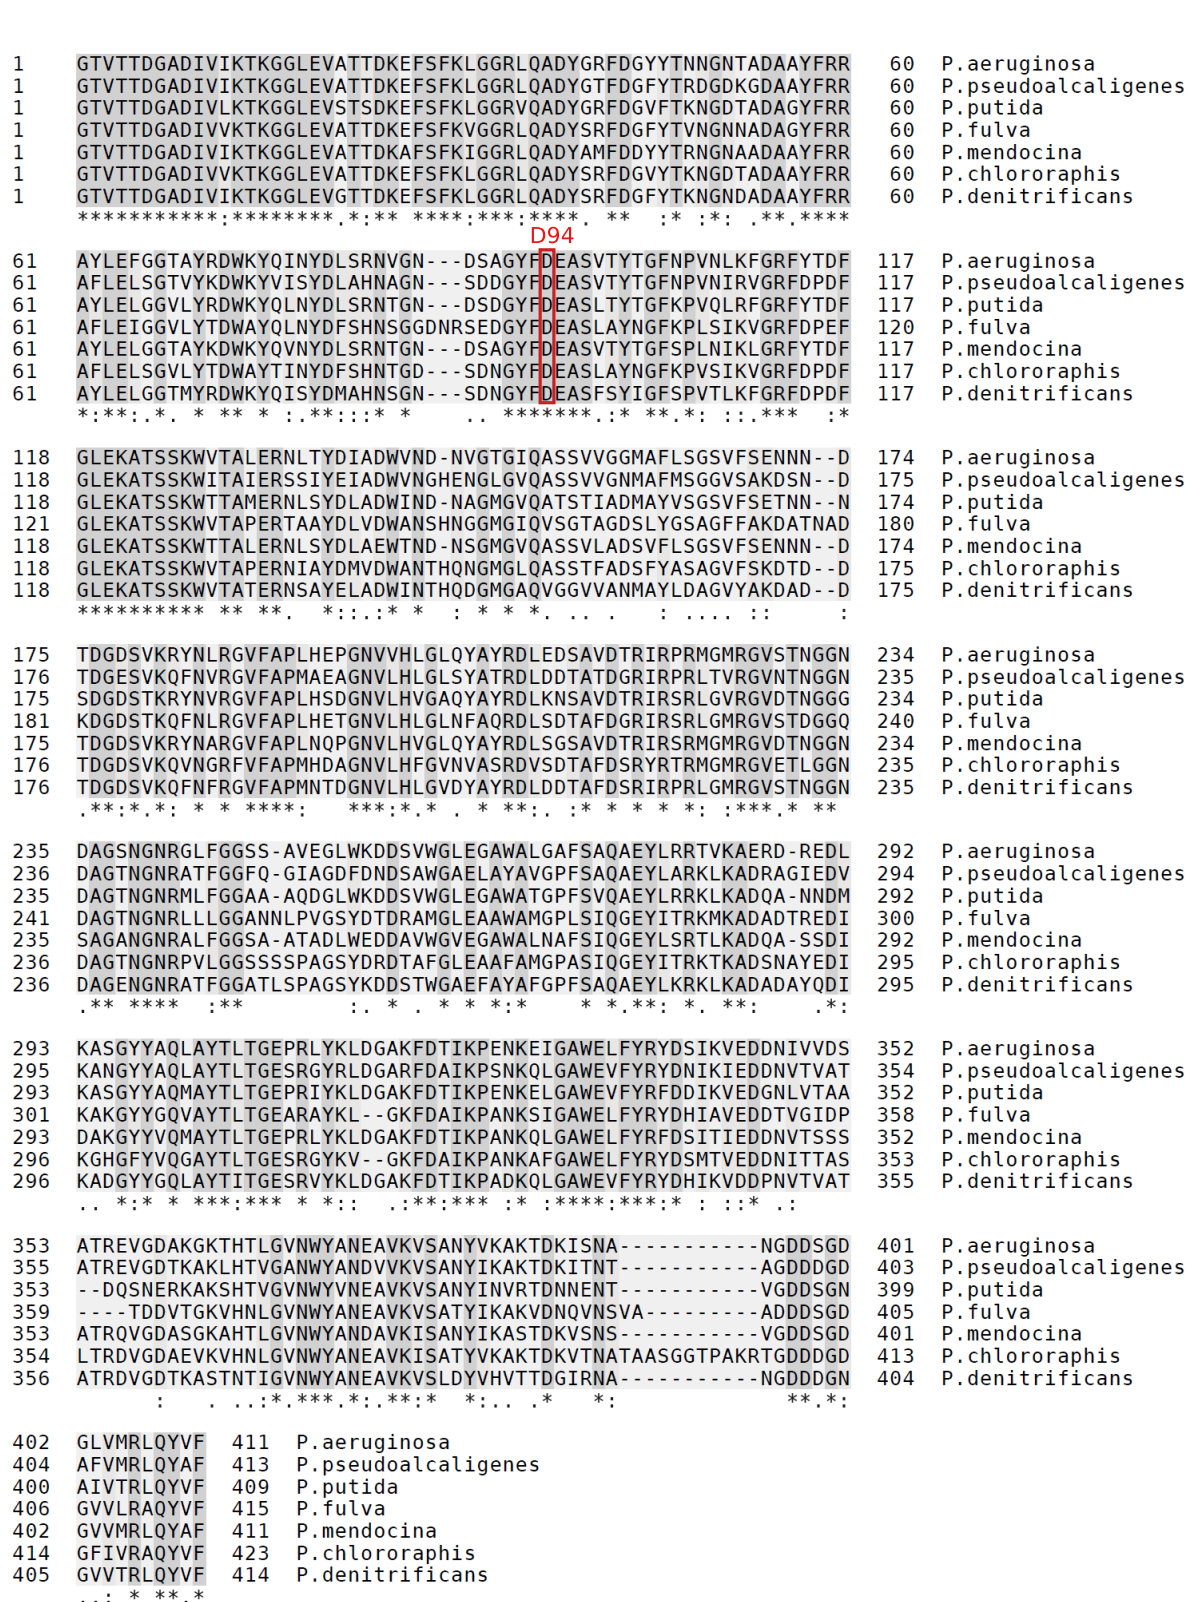 1 GTVTTDGADIVIKTKGGLEVATTDKEFSFKLGGRLQADYGRFDGYYTNNGNTADAAYFRR 60 P.aeruginosa
1 GTVTTDGADIVIKTKGGLEVATTDKEFSFKLGGRLQADYGTFDGFYTRDGDKGDAAYFRR 60 P.pseudoalcaligenes
1 GTVTTDGADIVLKTKGGLEVSTSDKEFSFKLGGRVQADYGRFDGVFTKNGDTADAGYFRR 60 P.putida
1 GTVTTDGADIVVKTKGGLEVATTDKEFSFKVGGRLQADYSRFDGFYTVNGNNADAGYFRR 60 P.fulva
1 GTVTTDGADIVIKTKGGLEVATTDKAFSFKIGGRLQADYAMFDDYYTRNGNAADAAYFRR 60 P.mendocina
1 GTVTTDGADIVVKTKGGLEVATTDKEFSFKLGGRLQADYSRFDGVYTKNGDTADAAYFRR 60 P.chlororaphis
1 GTVTTDGADIVIKTKGGLEVGTTDKEFSFKLGGRLQADYSRFDGFYTKNGNDADAAYFRR 60 P.denitrificans
***********:********.*:** ****:***:****. **  :* :*: .**.****
D94
61 AYLEFGGTAYRDWKYQINYDLSRNVGN---DSAGYFDEASVTYTGFNPVNLKFGRFYTDF 117 P.aeruginosa
61 AFLELSGTVYKDWKYVISYDLAHNAGN---SDDGYFDEASVTYTGFNPVNIRVGRFDPDF 117 P.pseudoalcaligenes
61 AYLELGGVLYRDWKYQLNYDLSRNTGN---DSDGYFDEASLTYTGFKPVQLRFGRFYTDF 117 P.putida
61 AFLEIGGVLYTDWAYQLNYDFSHNSGGDNRSEDGYFDEASLAYNGFKPLSIKVGRFDPEF 120 P.fulva
61 AYLELGGTAYKDWKYQVNYDLSRNTGN---DSAGYFDEASVTYTGFSPLNIKLGRFYTDF 117 P.mendocina
61 AFLELSGVLYTDWAYTINYDFSHNTGD---SDNGYFDEASLAYNGFKPVSIKVGRFDPDF 117 P.chlororaphis
61 AYLELGGTMYRDWKYQISYDMAHNSGN---SDNGYFDEASFSYIGFSPVTLKFGRFDPDF 117 P.denitrificans
*:**:.*. * ** * :.**:::* *    .. *******.:* **.*: ::.***  :*
118 GLEKATSSKWVTALERNLTYDIADWVND-NVGTGIQASSVVGGMAFLSGSVFSENNN--D 174 P.aeruginosa
118 GLEKATSSKWITAIERSSIYEIADWVNGHENGLGVQASSVVGNMAFMSGGVSAKDSN--D 175 P.pseudoalcaligenes
118 GLEKATSSKWTTAMERNLSYDLADWIND-NAGMGVQATSTIADMAYVSGSVFSETNN--N 174 P.putida
121 GLEKATSSKWVTAPERTAAYDLVDWANSHNGGMGIQVSGTAGDSLYGSAGFFAKDATNAD 180 P.fulva
118 GLEKATSSKWTTALERNLSYDLAEWTND-NSGMGVQASSVLADSVFLSGSVFSENNN--D 174 P.mendocina
118 GLEKATSSKWVTAPERNIAYDMVDWANTHQNGMGLQASSTFADSFYASAGVFSKDTD--D 175 P.chlororaphis
118 GLEKATSSKWVTATERNSAYELADWINTHQDGMGAQVGGVVANMAYLDAGVYAKDAD--D 175 P.denitrificans
********** ** **.  *::.:* *  : * * *. .. .   : .... ::      :
175 TDGDSVKRYNLRGVFAPLHEPGNVVHLGLQYAYRDLEDSAVDTRIRPRMGMRGVSTNGGN 234 P.aeruginosa
176 TDGESVKQFNVRGVFAPMAEAGNVLHLGLSYATRDLDDTATDGRIRPRLTVRGVNTNGGN 235 P.pseudoalcaligenes
175 SDGDSTKRYNVRGVFAPLHSDGNVLHVGAQYAYRDLKNSAVDTRIRSRLGVRGVDTNGGG 234 P.putida
181 KDGDSTKQFNLRGVFAPLHETGNVLHLGLNFAQRDLSDTAFDGRIRSRLGMRGVSTDGGQ 240 P.fulva
175 TDGDSVKRYNARGVFAPLNQPGNVLHVGLQYAYRDLSGSAVDTRIRSRMGMRGVDTNGGN 234 P.mendocina
176 TDGDSVKQVNGRFVFAPMHDAGNVLHFGVNVASRDVSDTAFDSRYRTRMGMRGVETLGGN 235 P.chlororaphis
176 TDGDSVKQFNFRGVFAPMNTDGNVLHLGVDYAYRDLDDTAFDSRIRPRLGMRGVSTNGGN 235 P.denitrificans
.**:*.*: * * ****:   ***:*.* . * **:. :* * * *: :***.* **
235 DAGSNGNRGLFGGSS-AVEGLWKDDSVWGLEGAWALGAFSAQAEYLRRTVKAERD-REDL 292 P.aeruginosa
236 DAGTNGNRATFGGFQ-GIAGDFDNDSAWGAELAYAVGPFSAQAEYLARKLKADRAGIEDV 294 P.pseudoalcaligenes
235 DAGTNGNRMLFGGAA-AQDGLWKDDSVWGLEGAWATGPFSVQAEYLRRKLKADQA-NNDM 292 P.putida
241 DAGTNGNRLLLGGANNLPVGSYDTDRAMGLEAAWAMGPLSIQGEYITRKMKADADTREDI 300 P.fulva
235 SAGANGNRALFGGSA-ATADLWEDDAVWGVEGAWALNAFSIQGEYLSRTLKADQA-SSDI 292 P.mendocina
236 DAGTNGNRPVLGGSSSSPAGSYDRDTAFGLEAAFAMGPASIQGEYITRKTKADSNAYEDI 295 P.chlororaphis
236 DAGENGNRATFGGATLSPAGSYKDDSTWGAEFAYAFGPFSAQAEYLKRKLKADADAYQDI 295 P.denitrificans
.** ****  :**        :. * . * * *:*    * *.**: *. **:    .*:
293 KASGYYAQLAYTLTGEPRLYKLDGAKFDTIKPENKEIGAWELFYRYDSIKVEDDNIVVDS 352 P.aeruginosa
295 KANGYYAQLAYTLTGESRGYRLDGARFDAIKPSNKQLGAWEVFYRYDNIKIEDDNVTVAT 354 P.pseudoalcaligenes
293 KASGYYAQMAYTLTGEPRIYKLDGAKFDTIKPENKELGAWEVFYRFDDIKVEDGNLVTAA 352 P.putida
301 KAKGYYGQVAYTLTGEARAYKL--GKFDAIKPANKSIGAWELFYRYDHIAVEDDTVGIDP 358 P.fulva
293 DAKGYYVQMAYTLTGEPRLYKLDGAKFDTIKPANKQLGAWELFYRFDSITIEDDNVTSSS 352 P.mendocina
296 KGHGFYVQGAYTLTGESRGYKV--GKFDAIKPANKAFGAWELFYRYDSMTVEDDNITTAS 353 P.chlororaphis
296 KADGYYGQLAYTITGESRVYKLDGAKFDTIKPADKQLGAWEVFYRYDHIKVDDPNVTVAT 355 P.denitrificans
.. *:* * ***:*** * *::  .:**:*** :* :****:***:* : ::* .:
353 ATREVGDAKGKTHTLGVNWYANEAVKVSANYVKAKTDKISNA-----------NGDDSGD 401 P.aeruginosa
355 ATREVGDTKAKLHTVGANWYANDVVKVSANYIKAKTDKITNT-----------AGDDDGD 403 P.pseudoalcaligenes
353 --DQSNERKAKSHTVGVNWYVNEAVKVSANYINVRTDNNENT-----------VGDDSGN 399 P.putida
359 ----TDDVTGKVHNLGVNWYVNEAVKVSATYIKAKVDNQVNSVA---------ADDDSGD 405 P.fulva
353 ATRQVGDASGKAHTLGVNWYANDAVKISANYIKASTDKVSNS-----------VGDDSGD 401 P.mendocina
354 LTRDVGDAEVKVHNLGVNWYANEAVKISATYVKAKTDKVTNATAASGGTPAKRTGDDDGD 413 P.chlororaphis
356 ATRDVGDTKASTNTIGVNWYANEAVKVSLDYVHVTTDGIRNA-----------NGDDDGN 404 P.denitrificans
:   . ..:*.***.*:.**:*  *:.. .*   *:             **.*:
402 GLVMRLQYVF 411 P.aeruginosa
404 AFVMRLQYAF 413 P.pseudoalcaligenes
400 AIVTRLQYVF 409 P.putida
406 GVVLRAQYVF 415 P.fulva
402 GVVMRLQYAF 411 P.mendocina
414 GFIVRAQYVF 423 P.chlororaphis
405 GVVTRLQYVF 414 P.denitrificans
..: * **.*